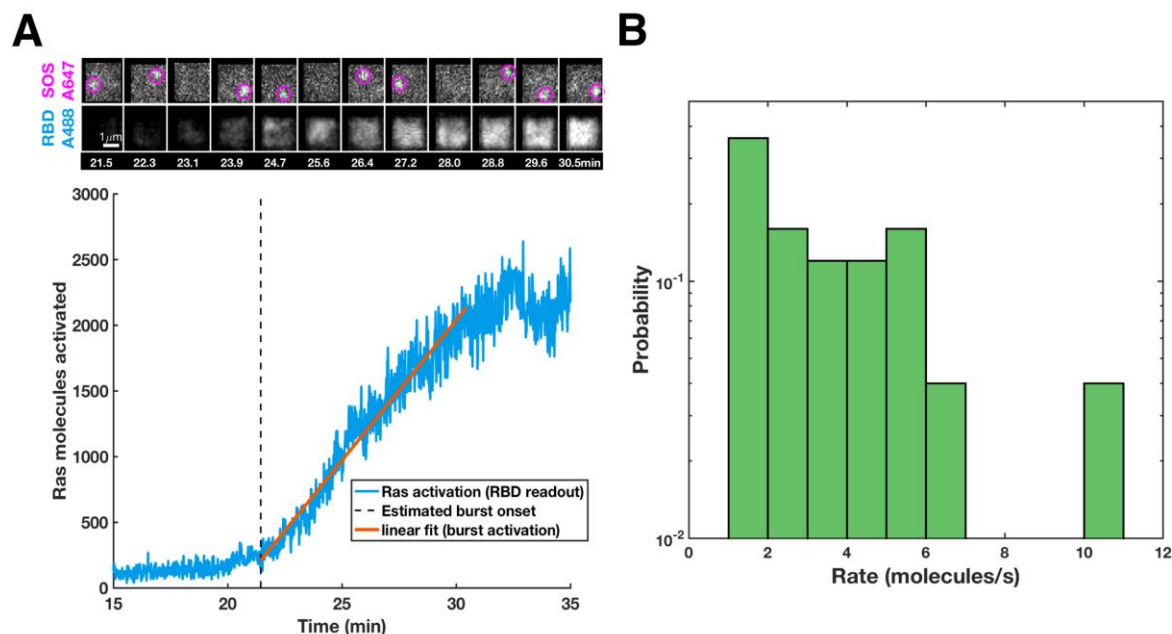 A
SOS
A647
RBD
A488
1μm
21.5 22.3 23.1 23.9 24.7 25.6 26.4 27.2 28.0 28.8 29.6 30.5min
3000
2500
2000
1500
1000
500
0
Ras molecules activated
Ras activation (RBD readout)
Estimated burst onset
linear fit (burst activation)
15 20 25 30 35
Time (min)
B
10-1
10-2
Probability
0 2 4 6 8 10 12
Rate (molecules/s)